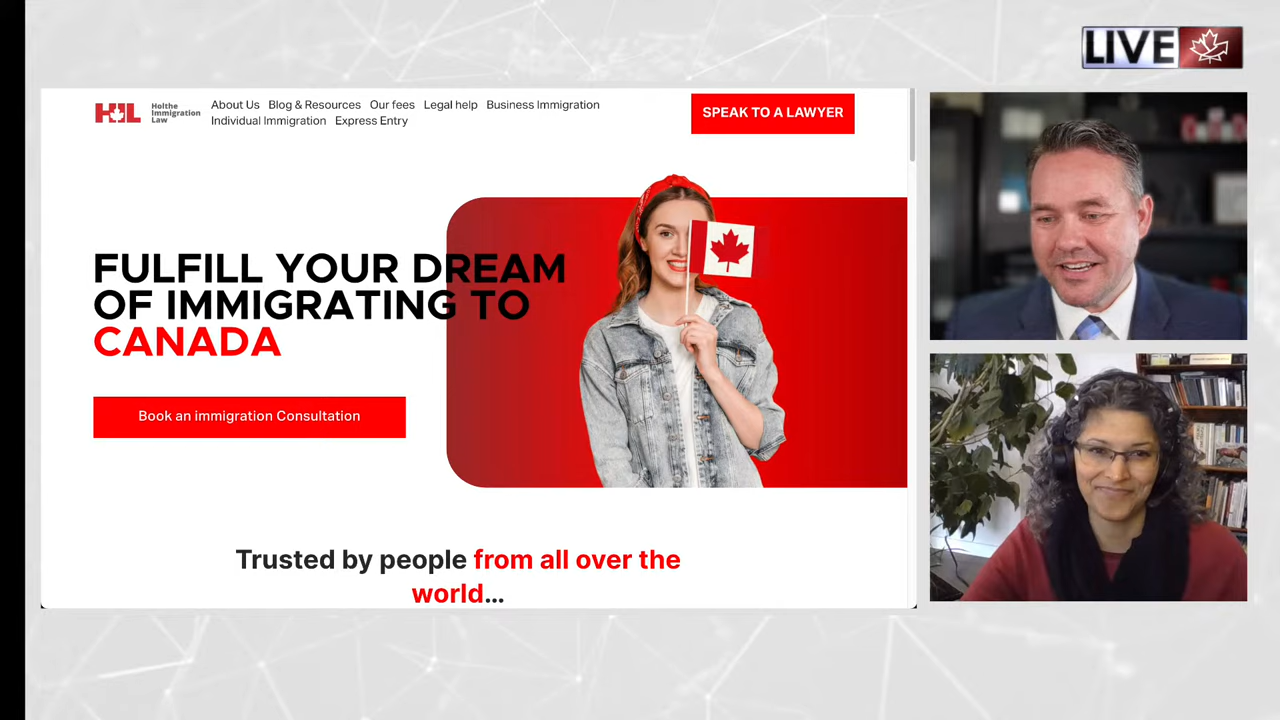 LIVE
HIL
Holthe
Immigration
Law
About Us Blog & Resources Our fees Legal help Business Immigration
Individual Immigration Express Entry
SPEAK TO A LAWYER
FULFILL YOUR DREAM
OF IMMIGRATING TO
CANADA
Book an immigration Consultation
Trusted by people from all over the
world...